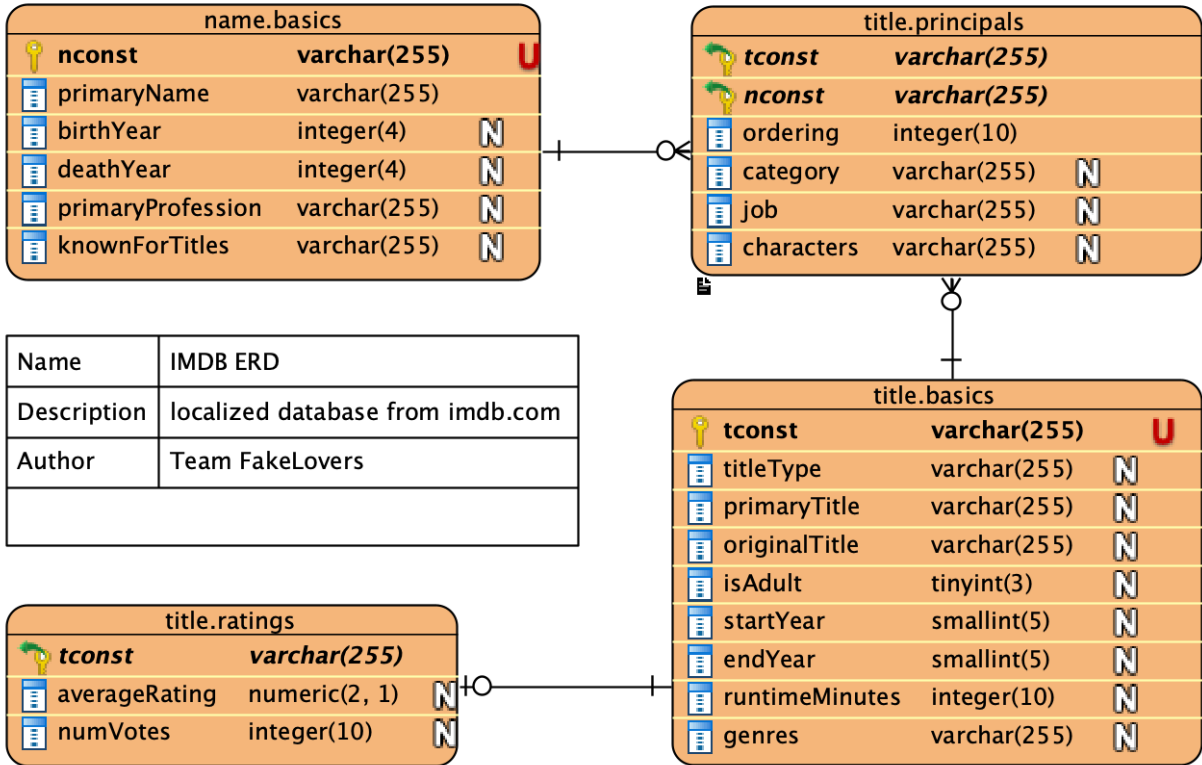 name.basics
nconst varchar(255) U
primaryName varchar(255)
birthYear integer(4) N
deathYear integer(4) N
primaryProfession varchar(255) N
knownForTitles varchar(255) N
title.principals
tconst varchar(255)
nconst varchar(255)
ordering integer(10)
category varchar(255) N
job varchar(255) N
characters varchar(255) N
Name IMDB ERD
Description localized database from imdb.com
Author Team FakeLovers
title.basics
tconst varchar(255) U
titleType varchar(255) N
primaryTitle varchar(255) N
originalTitle varchar(255) N
isAdult tinyint(3) N
startYear smallint(5) N
endYear smallint(5) N
runtimeMinutes integer(10) N
genres varchar(255) N
title.ratings
tconst varchar(255)
averageRating numeric(2, 1) N
numVotes integer(10) N